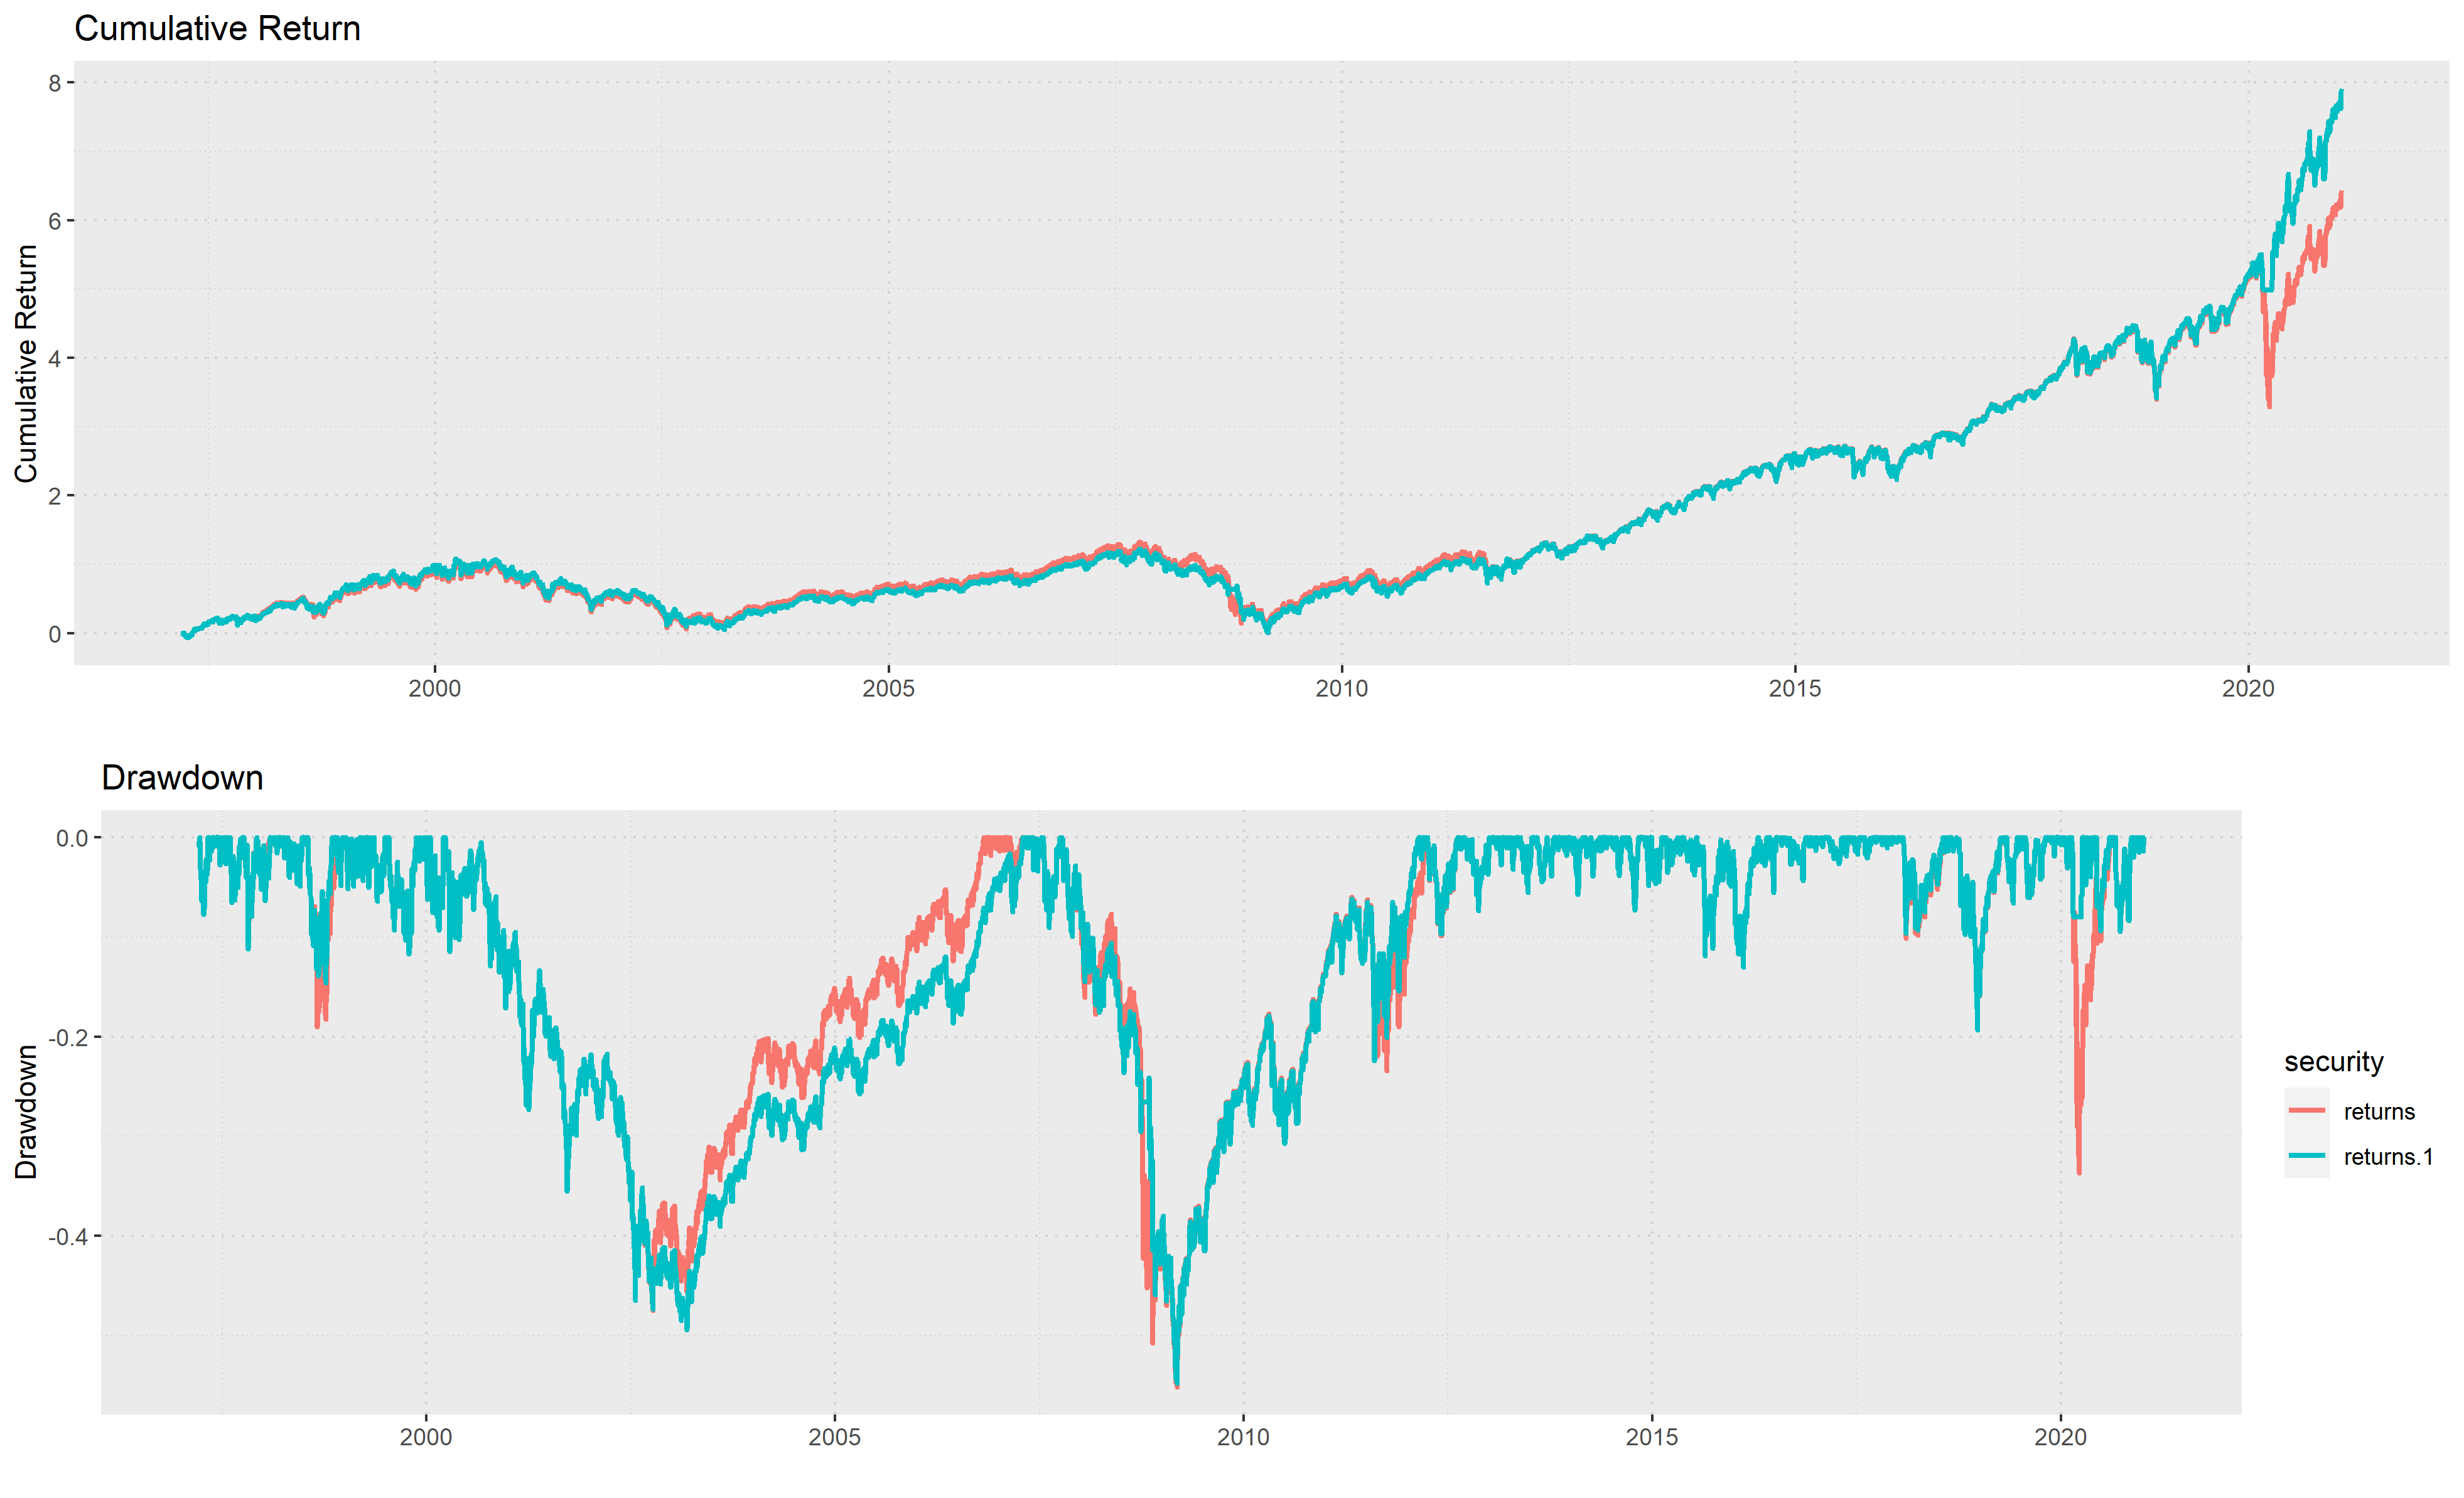 Cumulative Return
Cumulative Return
8
6
4
2
0
2000 2005 2010 2015 2020
Drawdown
Drawdown
0.0
-0.2
-0.4
2000 2005 2010 2015 2020
security
returns
returns.1